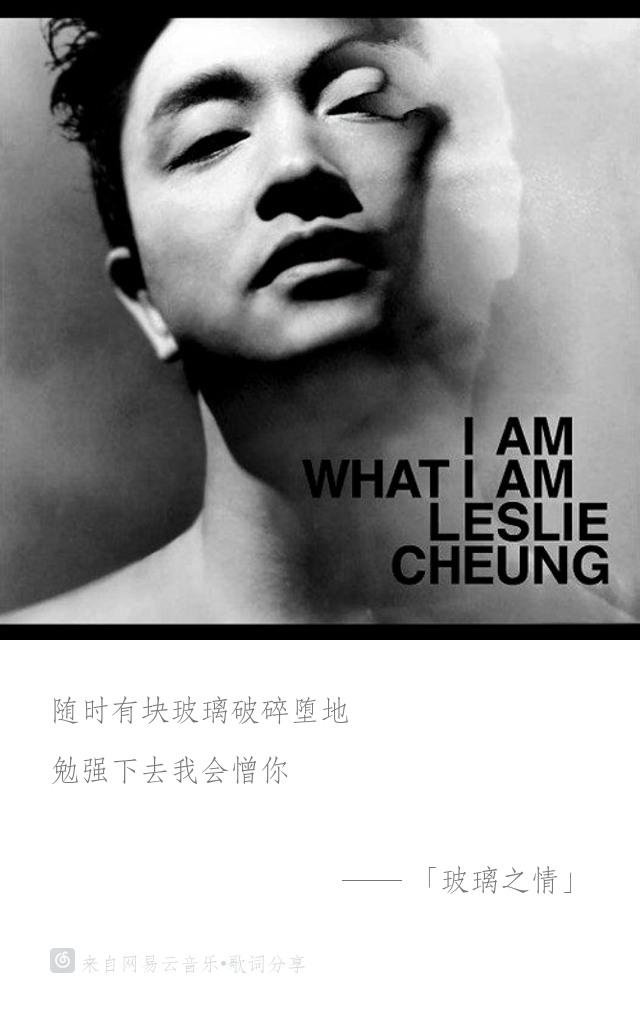 I AM
WHAT I AM
LESLIE
CHEUNG
随时有块玻璃破碎堕地
勉强下去我会憎你
——「玻璃之情」
来自网易云音乐•歌词分享